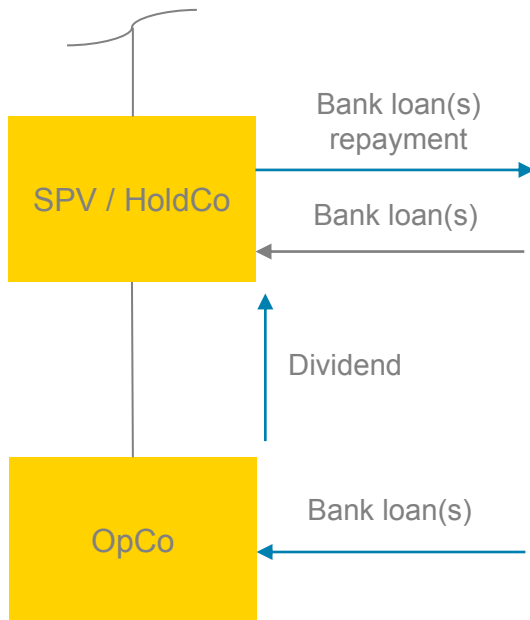 Bank loan(s)
repayment
SPV / HoldCo
Bank loan(s)
Dividend
Bank loan(s)
OpCo